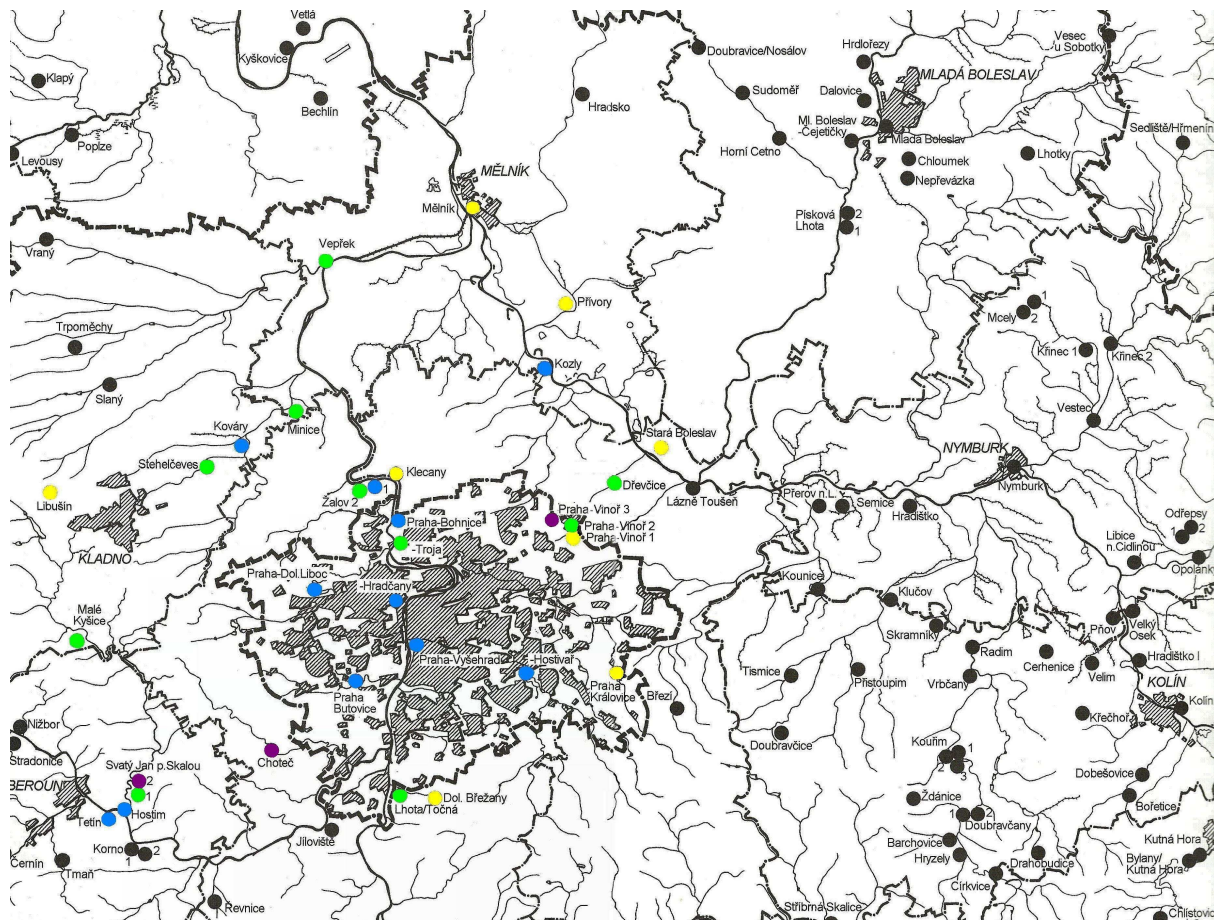 Vetlá
Kyškovice
Klapý
Bechlín
Poplze
Levousy
Hradsko
Doubravice/Nosálov
Sudoměř
Horní Cetno
Hrdlořezy
MLADÁ BOLESLAV
Dalovice
Ml. Boleslav
-Čejetičky
Mladá Boleslav
Chloumek
Nepřevázka
Vesec
u Sobotky
Sedliště/Hřmenín
Lhotky
MĚLNÍK
Mělník
Písková
Lhota
2
1
Vraný
Vepřek
Přívory
Mcely
1
2
Křinec 1
Křinec 2
Trpoměchy
Slaný
Kozly
Vestec
Minice
Kováry
Stehelčeves
Stará Boleslav
NYMBURK
Nymburk
Libušín
Klecany
1
Žalov 2
Dřevčice
Lázně Toušeň
Přerov n.L.
Semice
Hradištko
Praha-Vinoř 3
Praha-Vinoř 2
Praha-Vinoř 1
Praha-Bohnice
-Troja
Odřepsy
1
2
Libice
n.Cidlinou
Opolánky
KLADNO
Praha-Dol.Liboc
-Hradčany
Kounice
Klučov
Skramníky
Velký
Osek
Pňov
Malé
Kyšice
Praha-Vyšehrad
-Hostivař
Praha
Královice
Praha
Butovice
Březí
Tismice
Přistoupim
Radim
Vrbčany
Cerhenice
Velim
Hradištko I
KOLÍN
Kolín
Křečhoř
Nižbor
Stradonice
Choteč
Doubravčice
Kouřim
1
2
3
Svatý Jan p.Skalou
2
1
BEROUN
Hostim
Tetín
Lhota/Točná
Dol. Břežany
Dobešovice
Ždánice
Bořetice
1
2
Doubravčany
Jíloviště
Korno
1
2
Černín
Tmaň
Barchovice
Hryzely
Drahobudice
Kutná Hora
Bylany/
Kutná Hora
Církvice
Řevnice
Stříbrná Skalice
Chlístovice